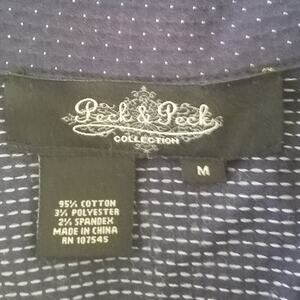 Peck & Peck
COLLECTION
M
95% COTTON
3% POLYESTER
2% SPANDEX
MADE IN CHINA
RN 107545